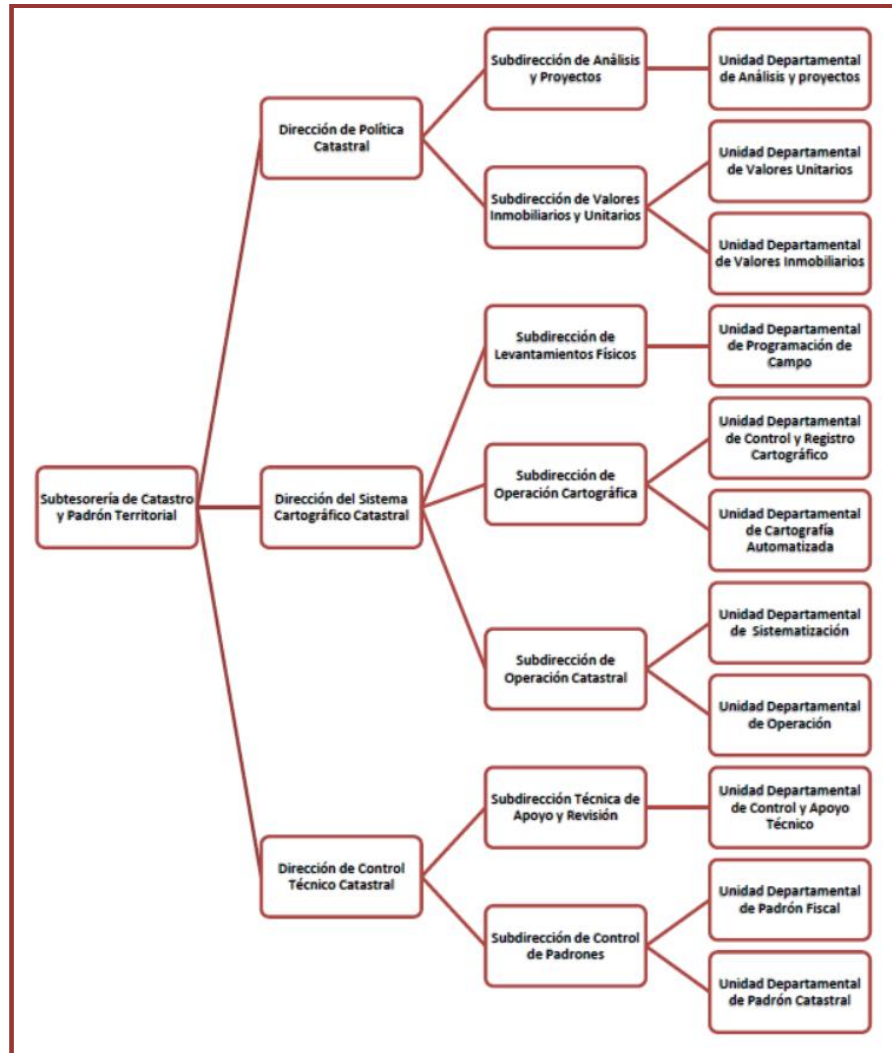 Subtesorería de Catastro
y Padrón Territorial
Dirección de Política
Catastral
Subdirección de Análisis
y Proyectos
Unidad Departamental
de Análisis y proyectos
Subdirección de Valores
Inmobiliarios y Unitarios
Unidad Departamental
de Valores Unitarios
Unidad Departamental
de Valores Inmobiliarios
Dirección del Sistema
Cartográfico Catastral
Subdirección de
Levantamientos Físicos
Unidad Departamental
de Programación de
Campo
Subdirección de
Operación Cartográfica
Unidad Departamental
de Control y Registro
Cartográfico
Unidad Departamental
de Cartografía
Automatizada
Subdirección de
Operación Catastral
Unidad Departamental
de Sistematización
Unidad Departamental
de Operación
Dirección de Control
Técnico Catastral
Subdirección Técnica de
Apoyo y Revisión
Unidad Departamental
de Control y Apoyo
Técnico
Subdirección de Control
de Padrones
Unidad Departamental
de Padrón Fiscal
Unidad Departamental
de Padrón Catastral